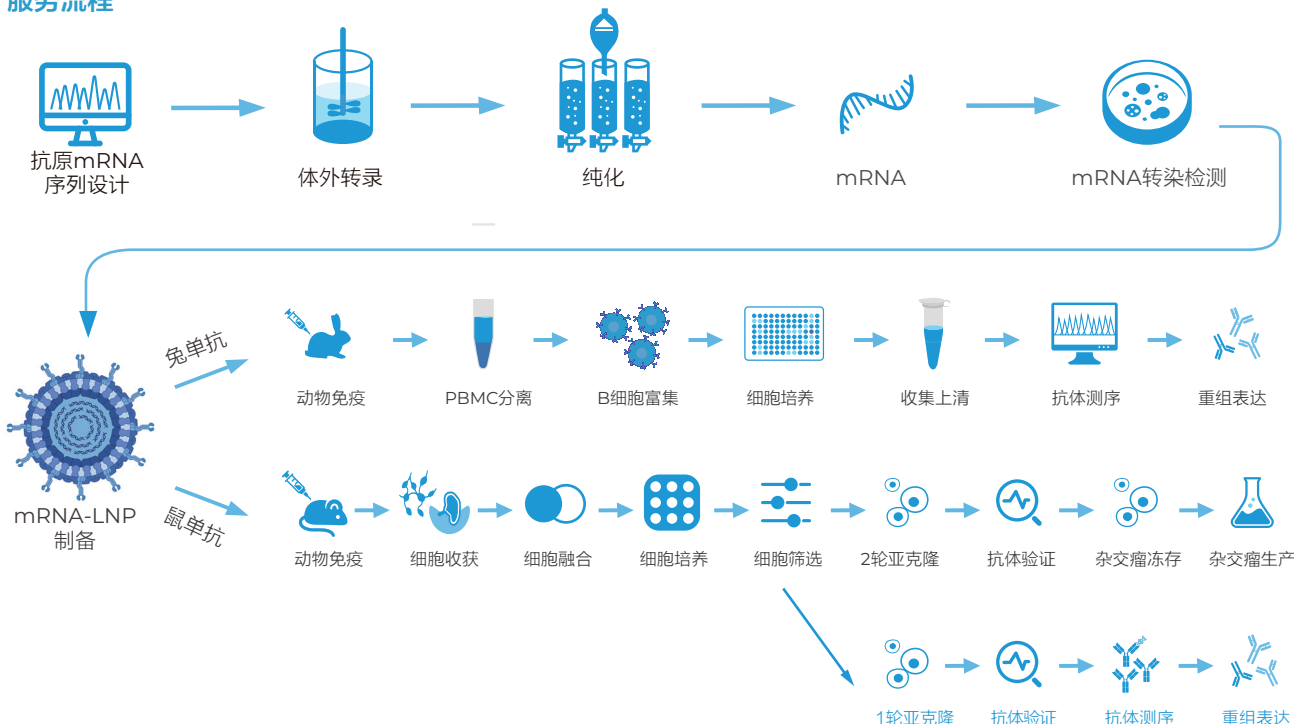 服务流程
抗原mRNA
序列设计
体外转录
纯化
mRNA
mRNA转染检测
mRNA-LNP
制备
兔单抗
动物免疫
PBMC分离
B细胞富集
细胞培养
收集上清
抗体测序
重组表达
鼠单抗
动物免疫
细胞收获
细胞融合
细胞培养
细胞筛选
2轮亚克隆
抗体验证
杂交瘤冻存
杂交瘤生产
1轮亚克隆
抗体验证
抗体测序
重组表达